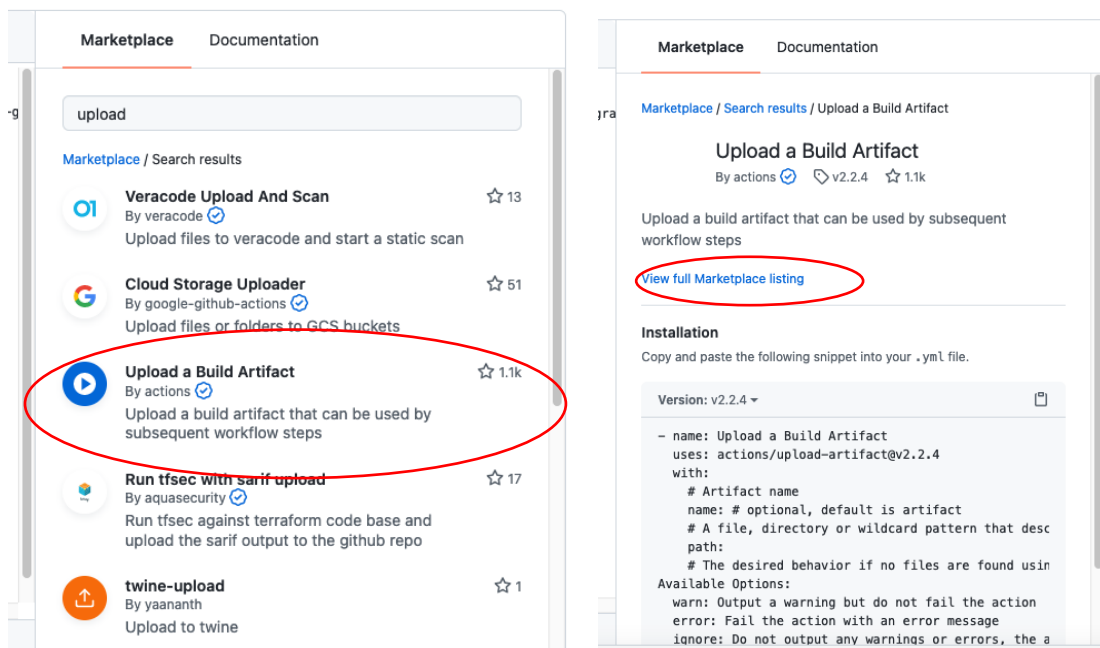 Marketplace Documentation
-g
upload
Marketplace / Search results
01
Veracode Upload And Scan
13
By veracode
Upload files to veracode and start a static scan
G
Cloud Storage Uploader
51
By google-github-actions
Upload files or folders to GCS buckets
Upload a Build Artifact
1.1k
By actions
Upload a build artifact that can be used by
subsequent workflow steps
Run tfsec with sarif upload
17
By aquasecurity
Run tfsec against terraform code base and
upload the sarif output to the github repo
twine-upload
1
By yaananth
Upload to twine
Marketplace Documentation
gra
Marketplace / Search results / Upload a Build Artifact
Upload a Build Artifact
By actions v2.2.4 1.1k
Upload a build artifact that can be used by subsequent
workflow steps
View full Marketplace listing
Installation
Copy and paste the following snippet into your .yml file.
Version: v2.2.4
- name: Upload a Build Artifact
uses: actions/upload-artifact@v2.2.4
with:
# Artifact name
name: # optional, default is artifact
# A file, directory or wildcard pattern that desc
path:
# The desired behavior if no files are found usin
Available Options:
warn: Output a warning but do not fail the action
error: Fail the action with an error message
ignore: Do not output any warnings or errors, the a